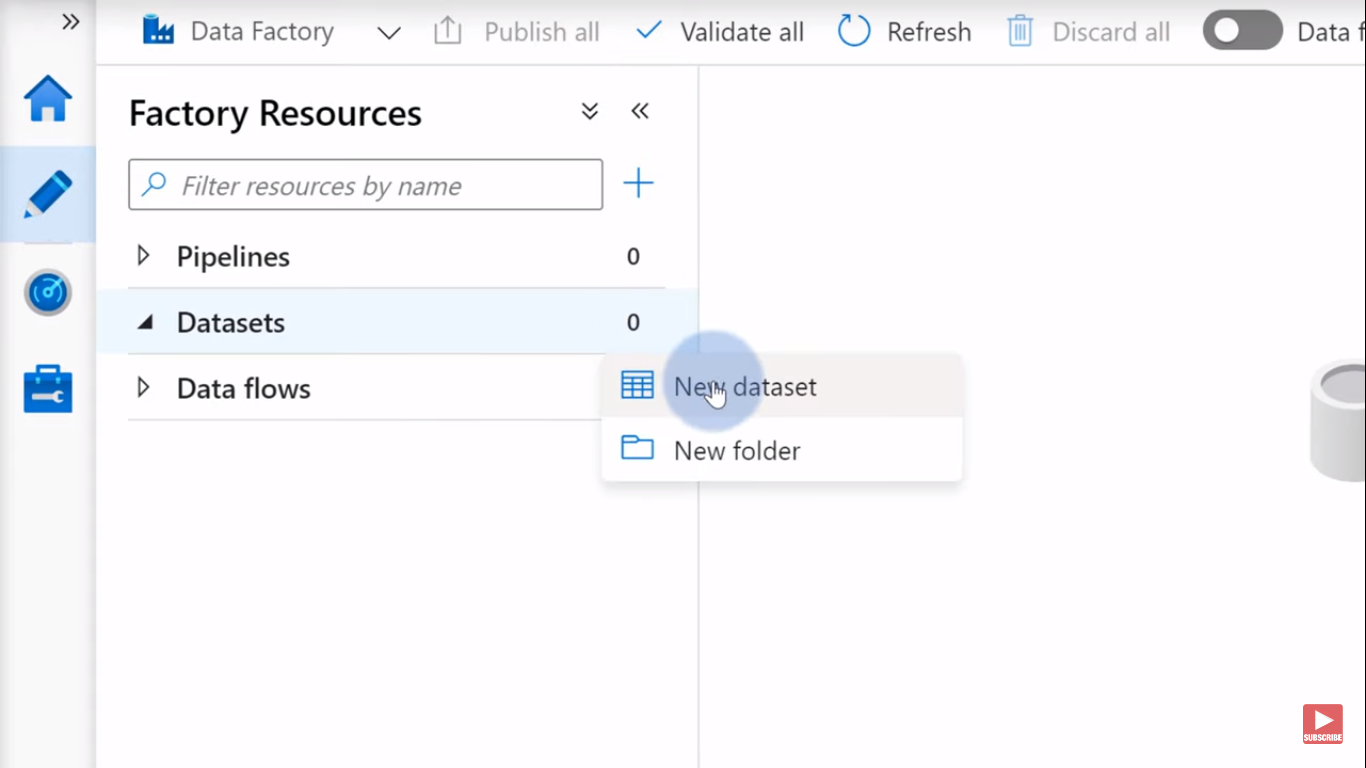 Data Factory Publish all Validate all Refresh Discard all Data f
Factory Resources
Filter resources by name
Pipelines 0
Datasets 0
New dataset
Data flows
New folder
SUBSCRIBE